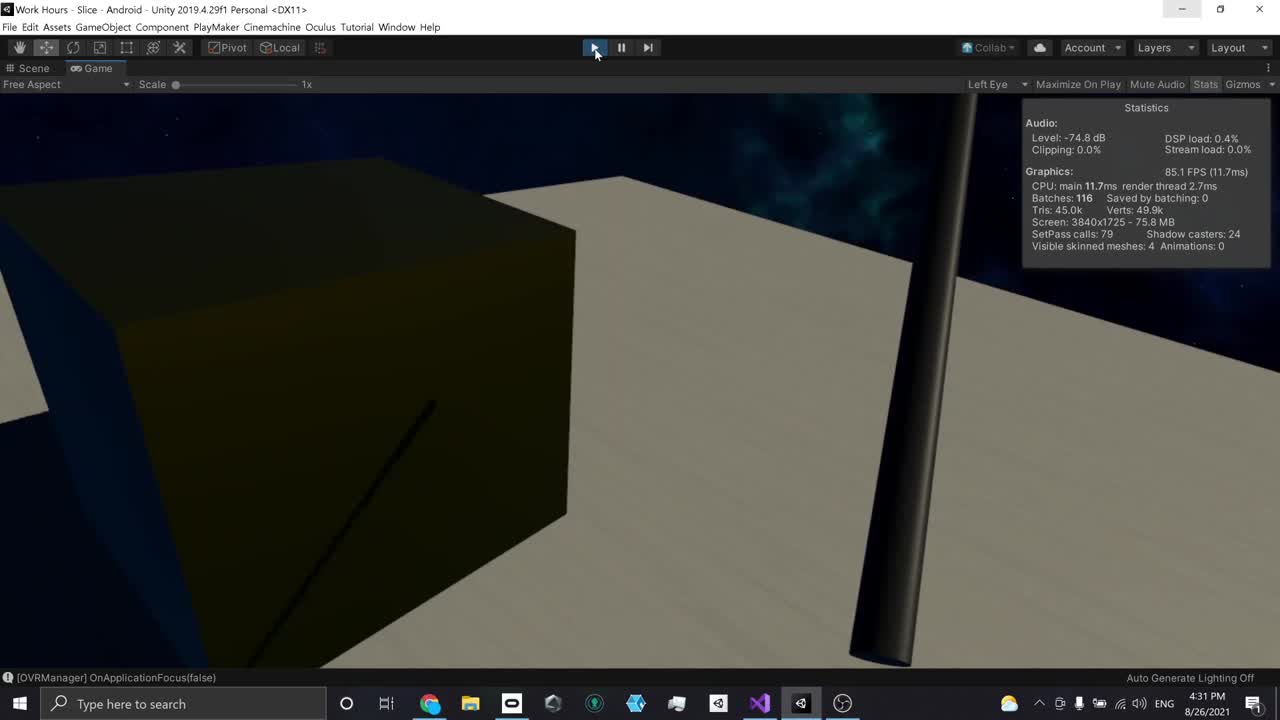 Work Hours - Slice - Android - Unity 2019.4.29f1 Personal <DX11>
File Edit Assets GameObject Component PlayMaker Cinemachine Oculus Tutorial Window Help
Pivot Local Collab Account Layers Layout
Scene Game
Free Aspect Scale 1x Left Eye Maximize On Play Mute Audio Stats Gizmos
Statistics
Audio:
Level: -74.8 dB DSP load: 0.4%
Clipping: 0.0% Stream load: 0.0%
Graphics: 85.1 FPS (11.7ms)
CPU: main 11.7ms render thread 2.7ms
Batches: 116 Saved by batching: 0
Tris: 45.0k Verts: 49.9k
Screen: 3840x1725 - 75.8 MB
SetPass calls: 79 Shadow casters: 24
Visible skinned meshes: 4 Animations: 0
[OVRManager] OnApplicationFocus(false) Auto Generate Lighting Off
Type here to search ENG 4:31 PM
8/26/2021
1